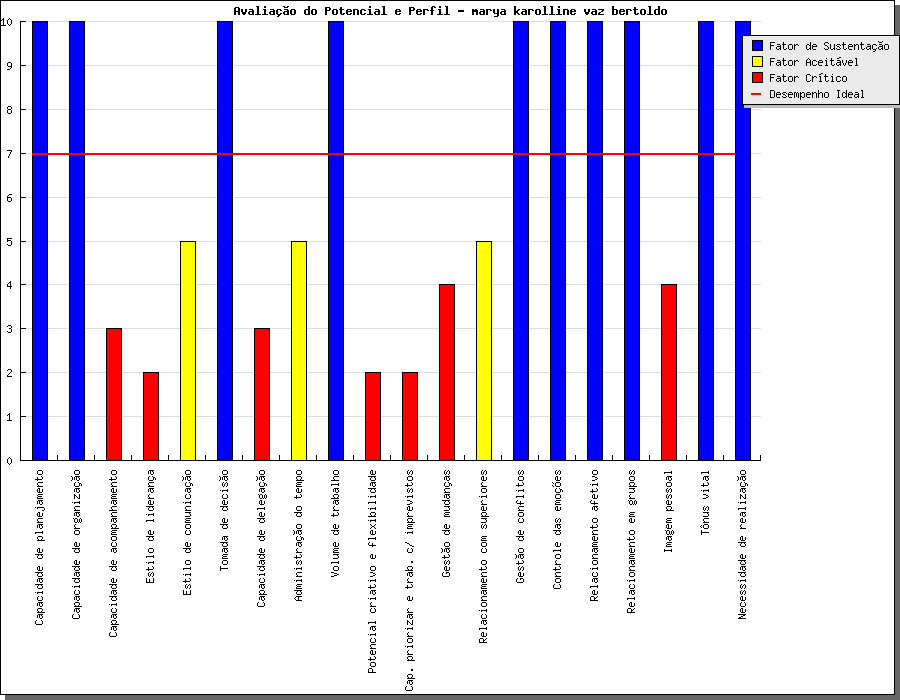 Avaliação do Potencial e Perfil - marya karolline vaz bertoldo
Fator de Sustentação
Fator Aceitável
Fator Crítico
Desempenho Ideal
10
9
8
7
6
5
4
3
2
1
0
Capacidade de planejamento
Capacidade de organização
Capacidade de acompanhamento
Estilo de liderança
Estilo de comunicação
Tomada de decisão
Capacidade de delegação
Administração do tempo
Volume de trabalho
Potencial criativo e flexibilidade
Cap. priorizar e trab. c/ imprevistos
Gestão de mudanças
Relacionamento com superiores
Gestão de conflitos
Controle das emoções
Relacionamento afetivo
Relacionamento em grupos
Imagem pessoal
Tônus vital
Necessidade de realização